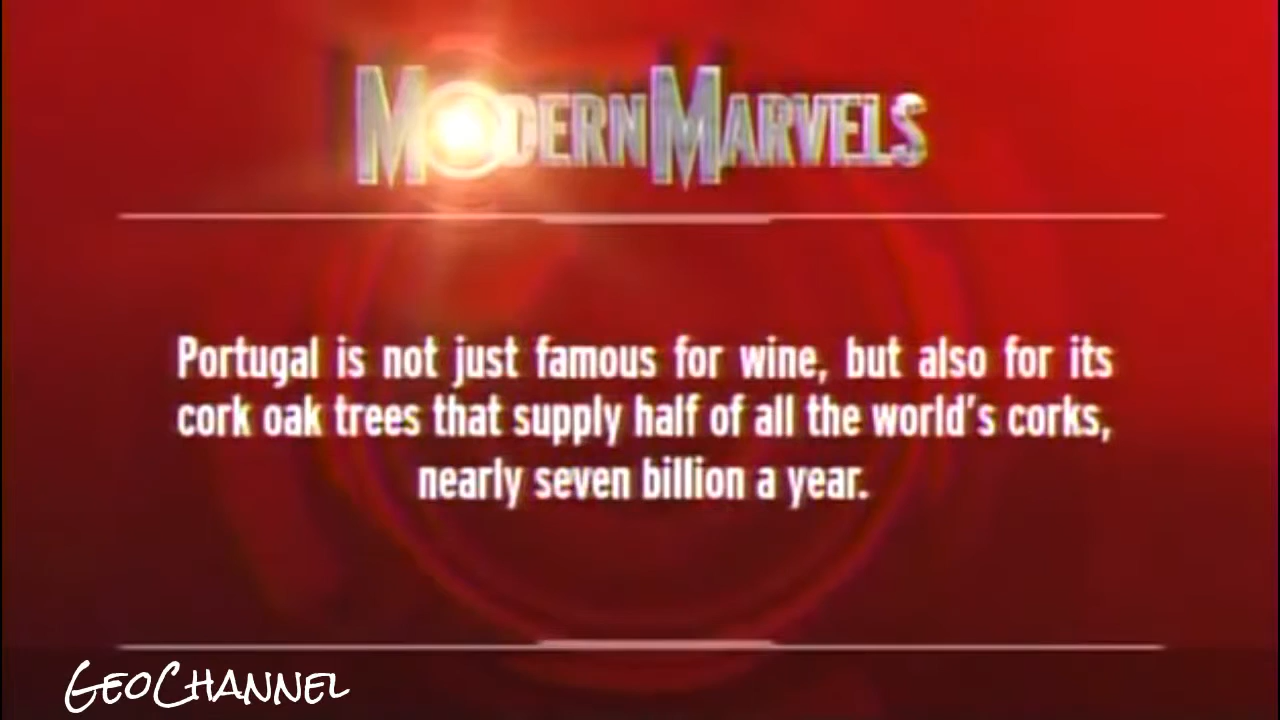 Modern Marvels
Portugal is not just famous for wine, but also for its
cork oak trees that supply half of all the world's corks,
nearly seven billion a year.
GeoChannel